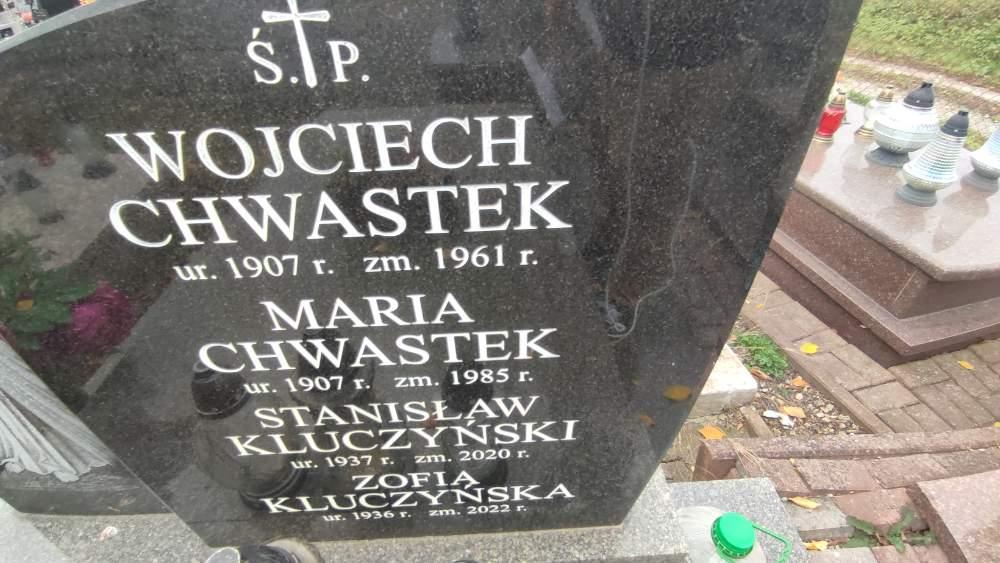 Ś.P.
WOJCIECH
CHWASTEK
ur. 1907 r. zm. 1961 r.
MARIA
CHWASTEK
ur. 1907 r. zm. 1985 r.
STANISŁAW
KLUCZYŃSKI
ur. 1937 r. zm. 2020 r.
ZOFIA
KLUCZYŃSKA
ur. 1936 r. zm. 2022 r.